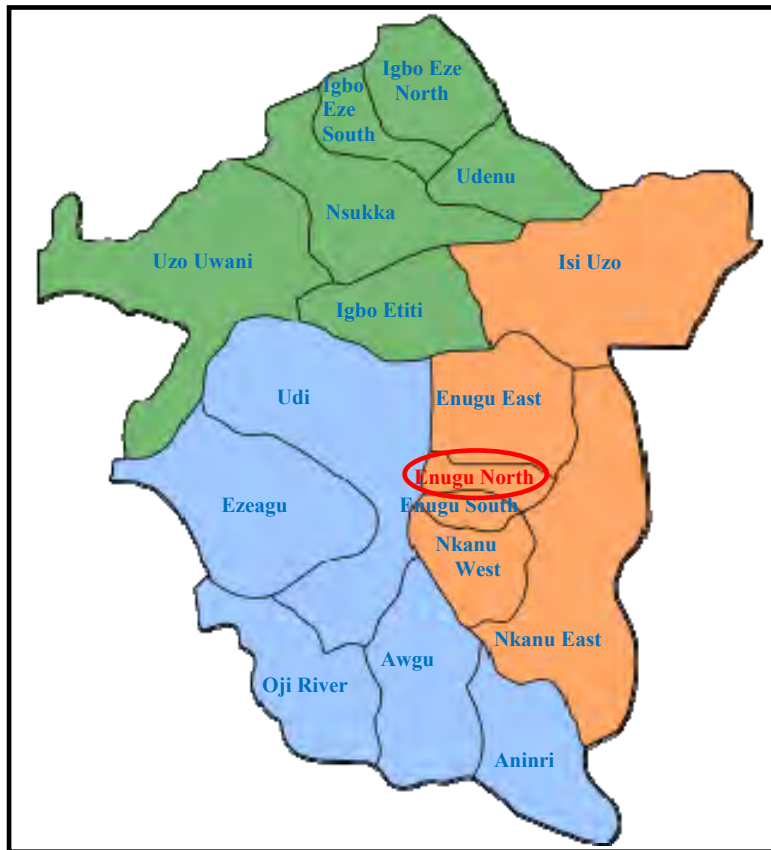 Igbo Eze
North
Igbo
Eze
South
Udenu
Nsukka
Uzo Uwani
Isi Uzo
Igbo Etiti
Udi
Enugu East
Enugu North
Ezeagu
Enugu South
Nkanu
West
Nkanu East
Awgu
Oji River
Aninri